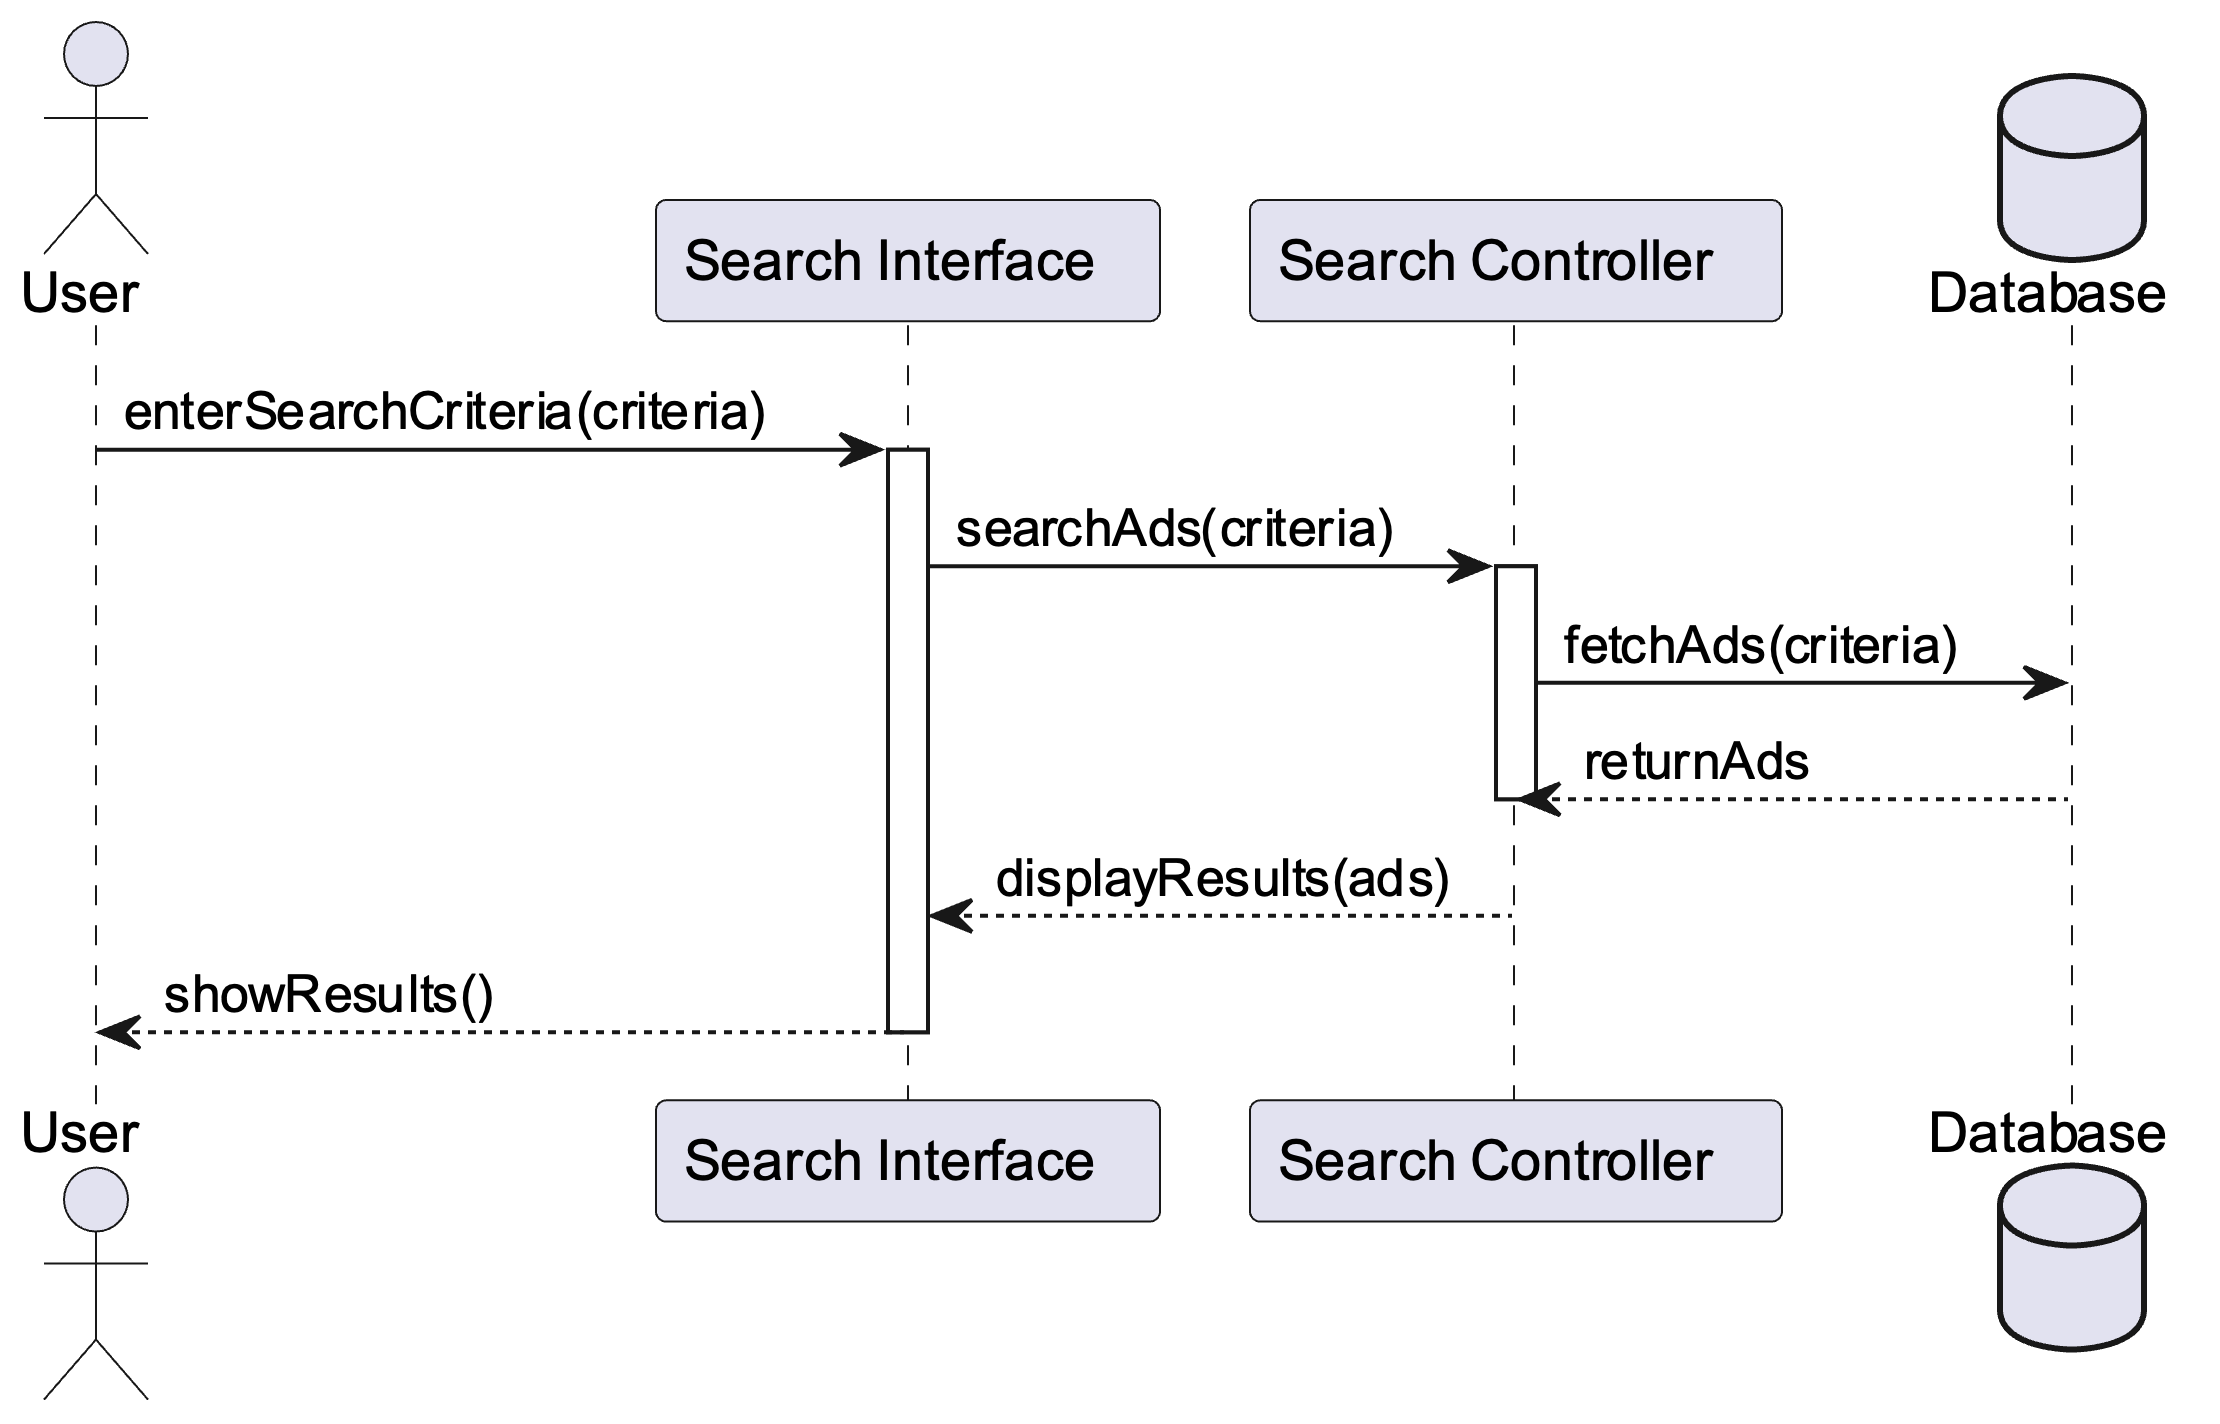 User
Search Interface
Search Controller
Database
enterSearchCriteria(criteria)
searchAds(criteria)
fetchAds(criteria)
returnAds
displayResults(ads)
showResults()
User
Search Interface
Search Controller
Database